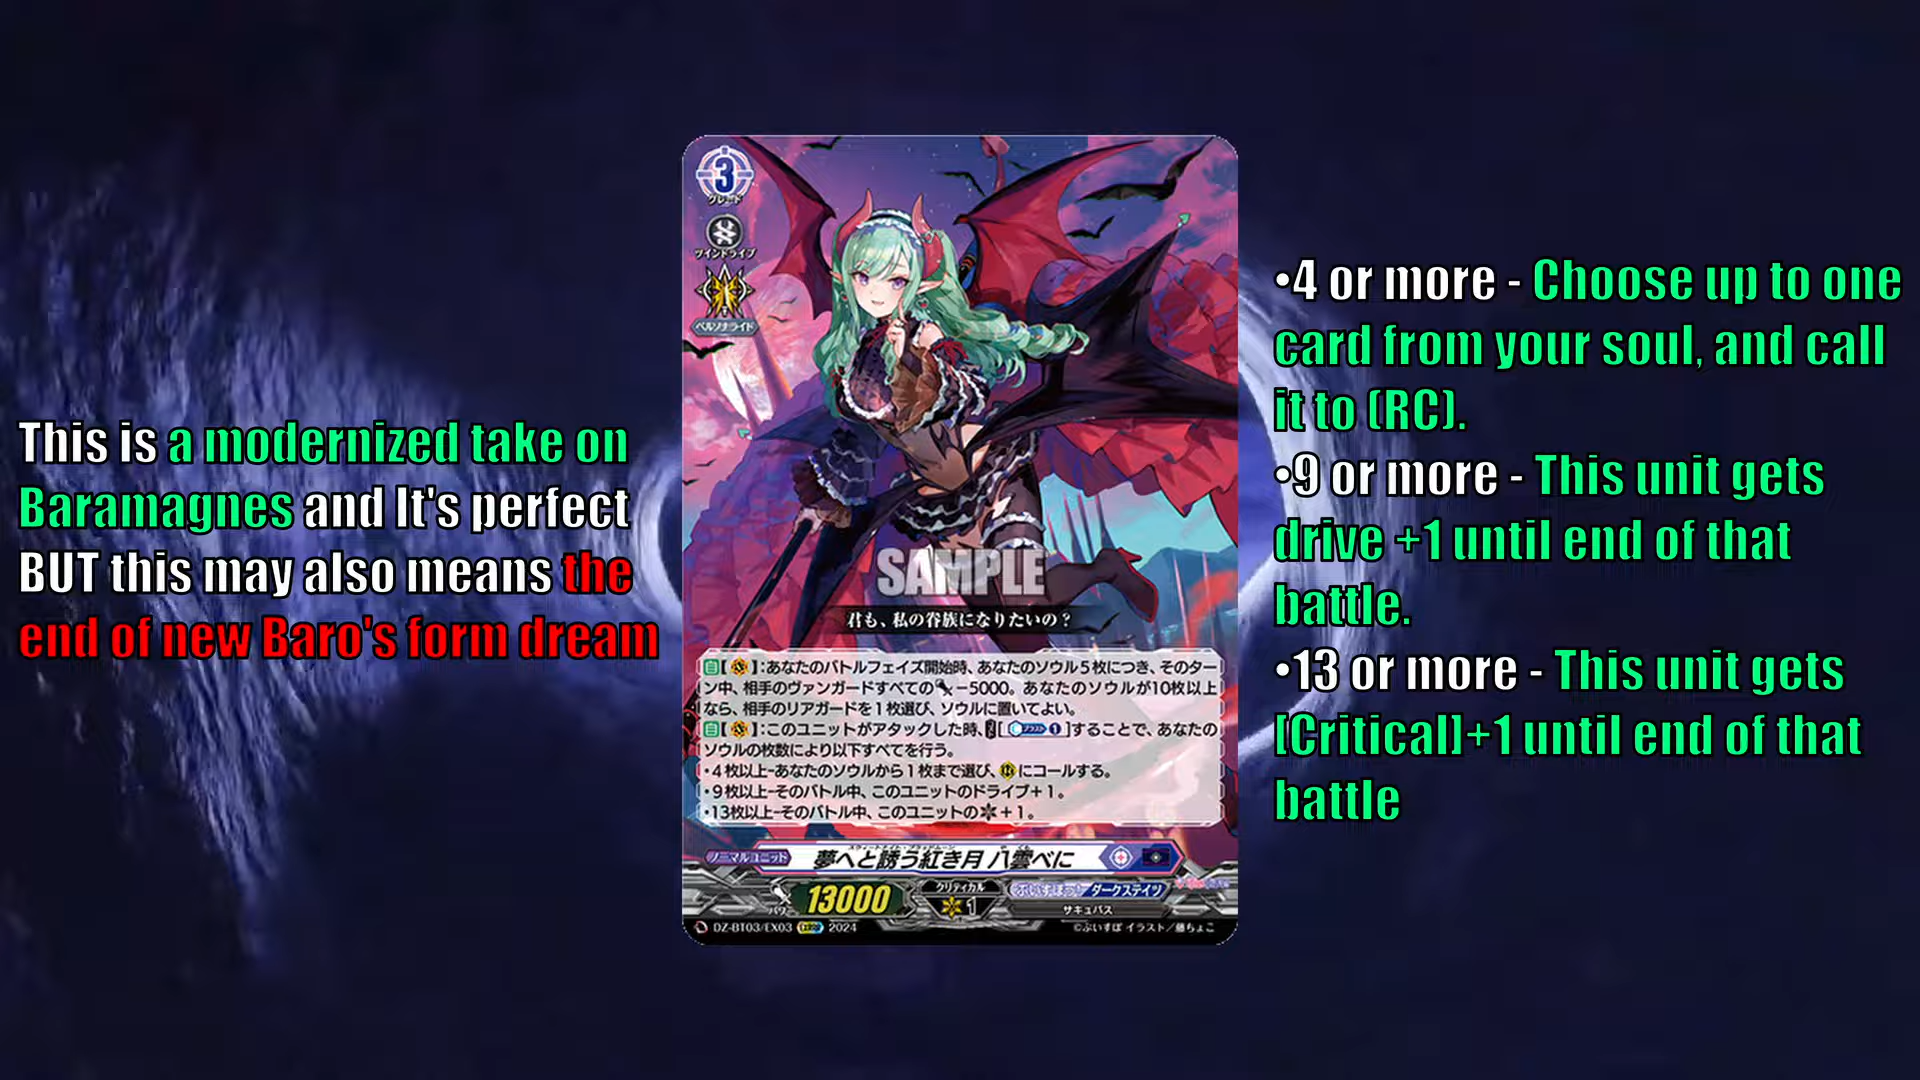 This is a modernized take on
Baramagnes and It's perfect
BUT this may also means the
end of new Baro's form dream
3
グレード
ツインドライブ
ペルソナライド
SAMPLE
君も、私の眷族になりたいの？
【 】：あなたのバトルフェイズ開始時、あなたのソウル５枚につき、そのター
ン中、相手のヴァンガードすべての －5000。あなたのソウルが10枚以上
なら、相手のリアガードを１枚選び、ソウルに置いてよい。
【 】：このユニットがアタックした時、[ 1 ]することで、あなたの
ソウルの枚数により以下すべてを行う。
・４枚以上-あなたのソウルから１枚まで選び、 にコールする。
・９枚以上-そのバトル中、このユニットのドライブ＋１。
・13枚以上-そのバトル中、このユニットの ＋１。
ノーマルユニット
夢へと誘う紅き月 八雲べに
パワー 13000
クリティカル
1
ダークステイツ
サキュバス
DZ-BT03/EX03 2024
©ぶいすぽ イラスト／藤ちょこ
•4 or more - Choose up to one
card from your soul, and call
it to (RC).
•9 or more - This unit gets
drive +1 until end of that
battle.
•13 or more - This unit gets
[Critical]+1 until end of that
battle